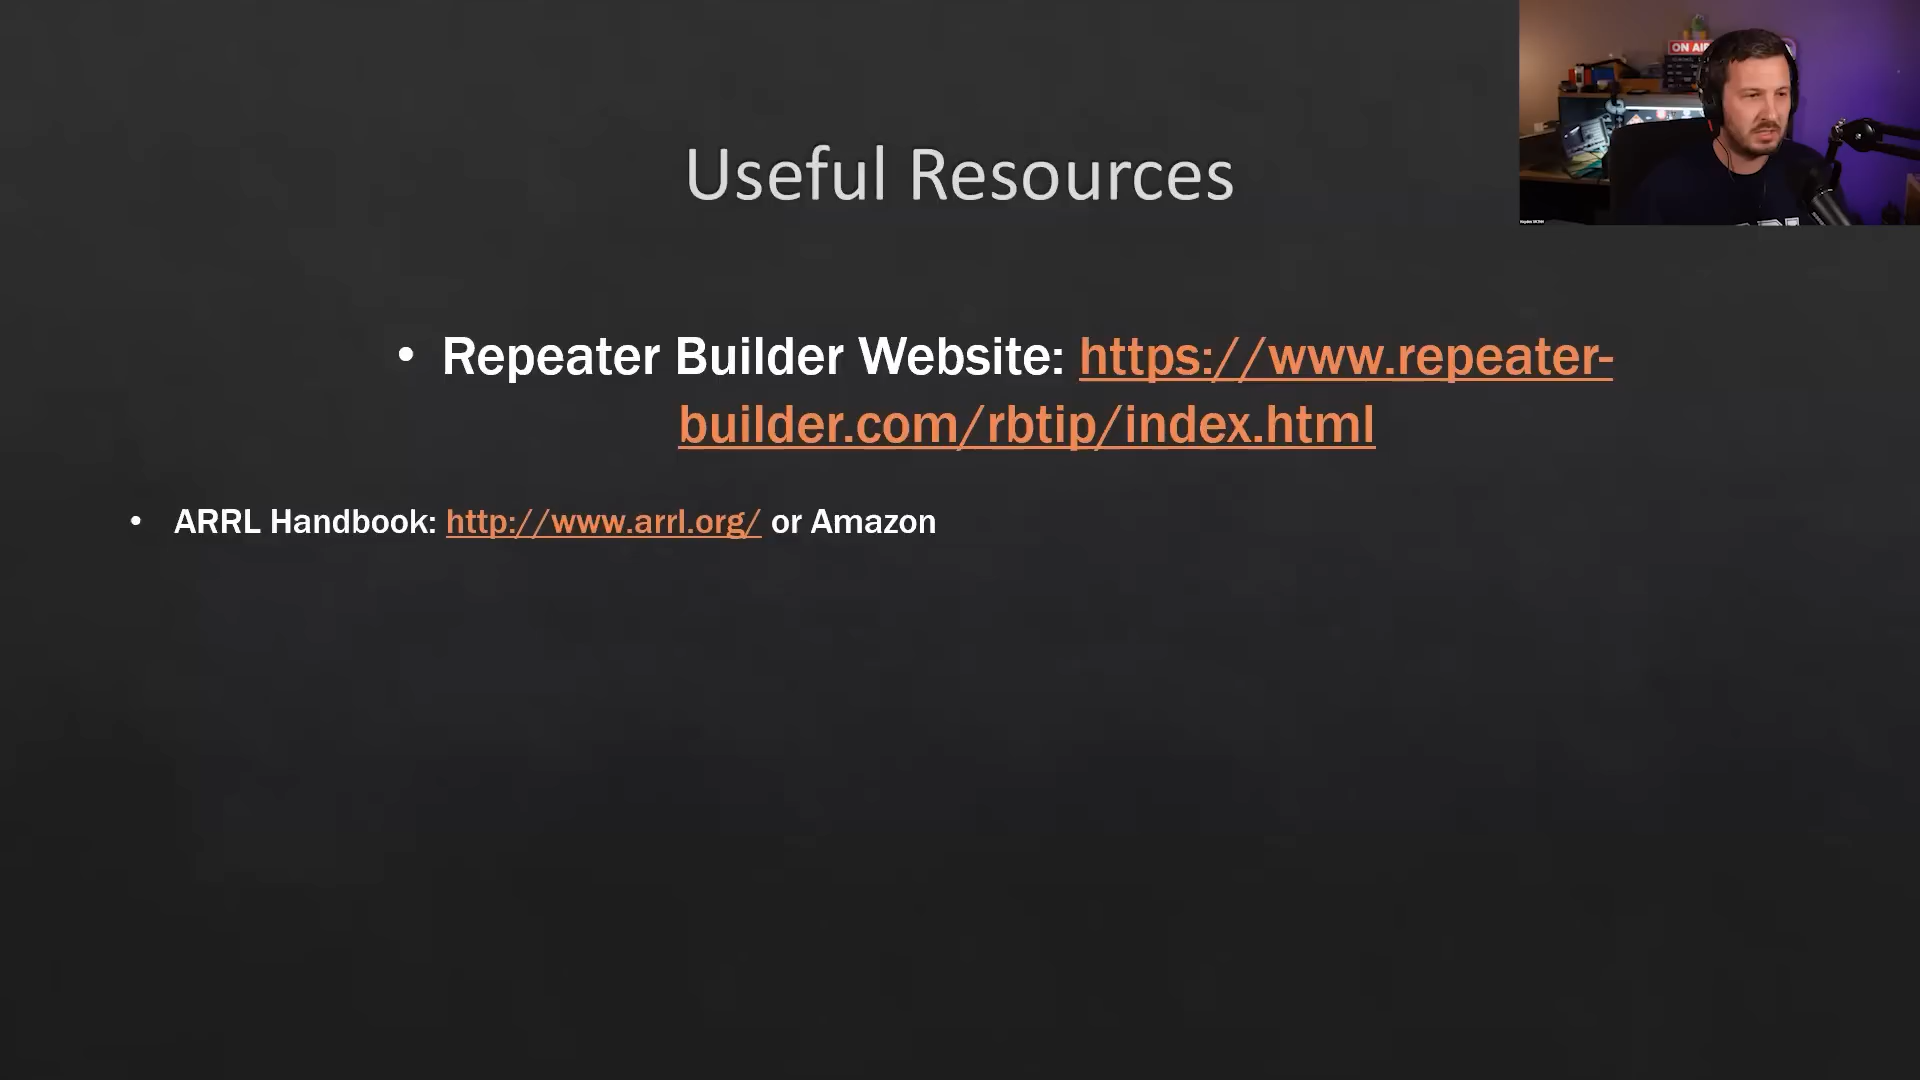 ON AIR
Useful Resources
• Repeater Builder Website: https://www.repeater-
builder.com/rbtip/index.html
• ARRL Handbook: http://www.arrl.org/ or Amazon